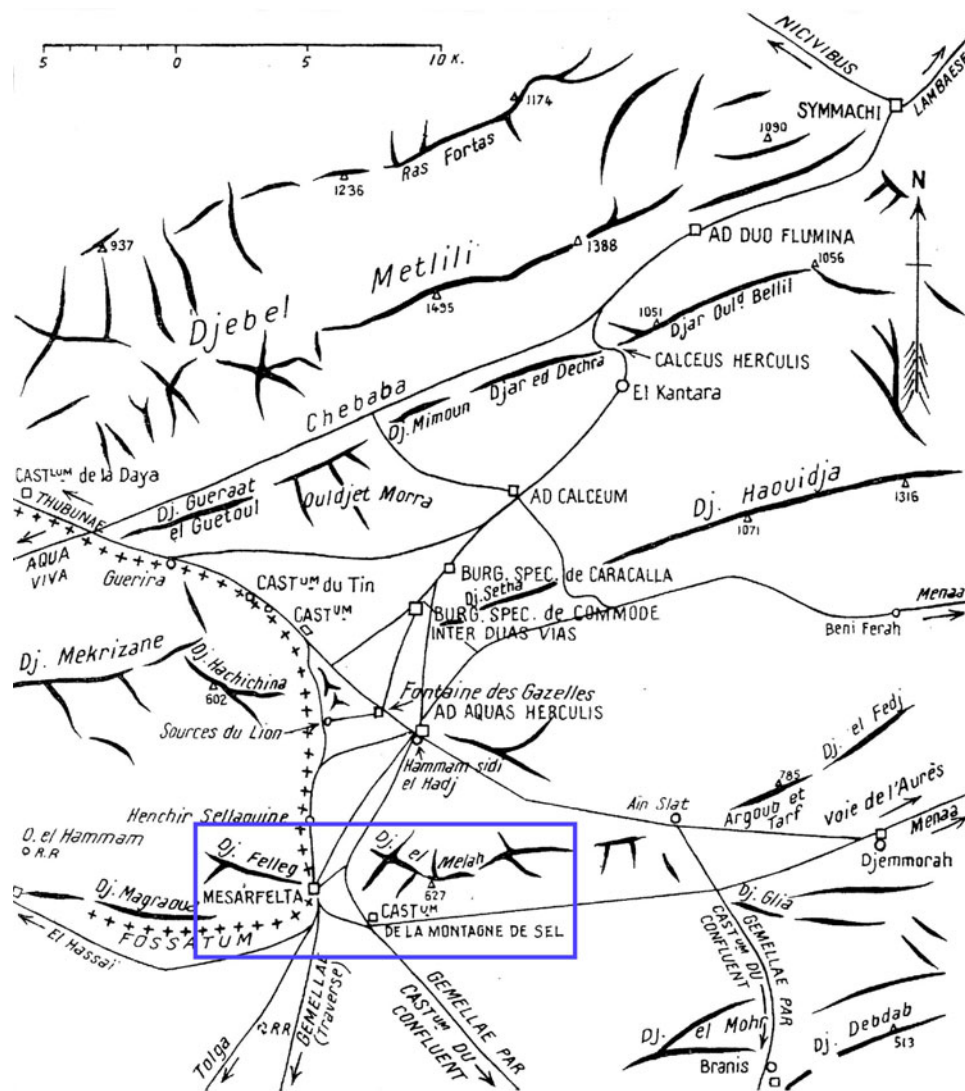 5 0 5 10 K.
NICIVIBUS
LAMBAESE
SYMMACHI
1174
1090
Ras Fortas
1236
N
937
1388
AD DUO FLUMINA
Metlili
1495
1056
Djebel
1051
Djar Oulᵈ Bellil
CALCEUS HERCULIS
Djar ed Dechra
El Kantara
Chebaba
Dj. Mimoun
CASTᴸᵁᴹ de la Daya
THUBUNAE
Dj. Gueraat
el Guetoul
Ouldjet Morra
AD CALCEUM
Dj. Haouidja
1316
1071
AQUA
VIVA
Guerira
BURG. SPEC. de CARACALLA
CASTᵁᴹ du Tin
Dj. Setha
CASTᵁᴹ
BURG. SPEC. de COMMODE
INTER DUAS VIAS
Menaa
Beni Ferah
Dj. Mekrizane
Dj. Hachichina
602
Fontaine des Gazelles
AD AQUAS HERCULIS
Sources du Lion
Hammam sidi
el Hadj
Dj. el Fedj
785
Argoub et
Tarf
Voie de l'Aurès
Menaa
Aïn Slat
Henchir Sellaouine
O. el Hammam
R.R
Djemmorah
Dj. Felleg
Dj. el Melah
627
MESARFELTA
Dj. Magraoua
CASTᵁᴹ
DE LA MONTAGNE DE SEL
Dj. Glia
FOSSATUM
El Hassaï
GEMELLAE PAR
CASTᵁᴹ DU
CONFLUENT
GEMELLAE
(Traverse)
RR
Tolga
GEMELLAE PAR
CASTᵁᴹ DU
CONFLUENT
Dj. el Mohr
Branis
Dj. Debdab
513